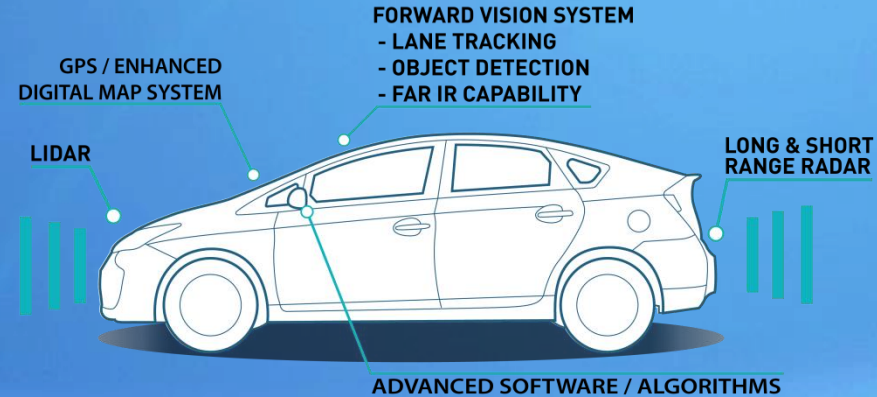 FORWARD VISION SYSTEM
- LANE TRACKING
- OBJECT DETECTION
- FAR IR CAPABILITY
GPS / ENHANCED
DIGITAL MAP SYSTEM
LIDAR
LONG & SHORT
RANGE RADAR
ADVANCED SOFTWARE / ALGORITHMS